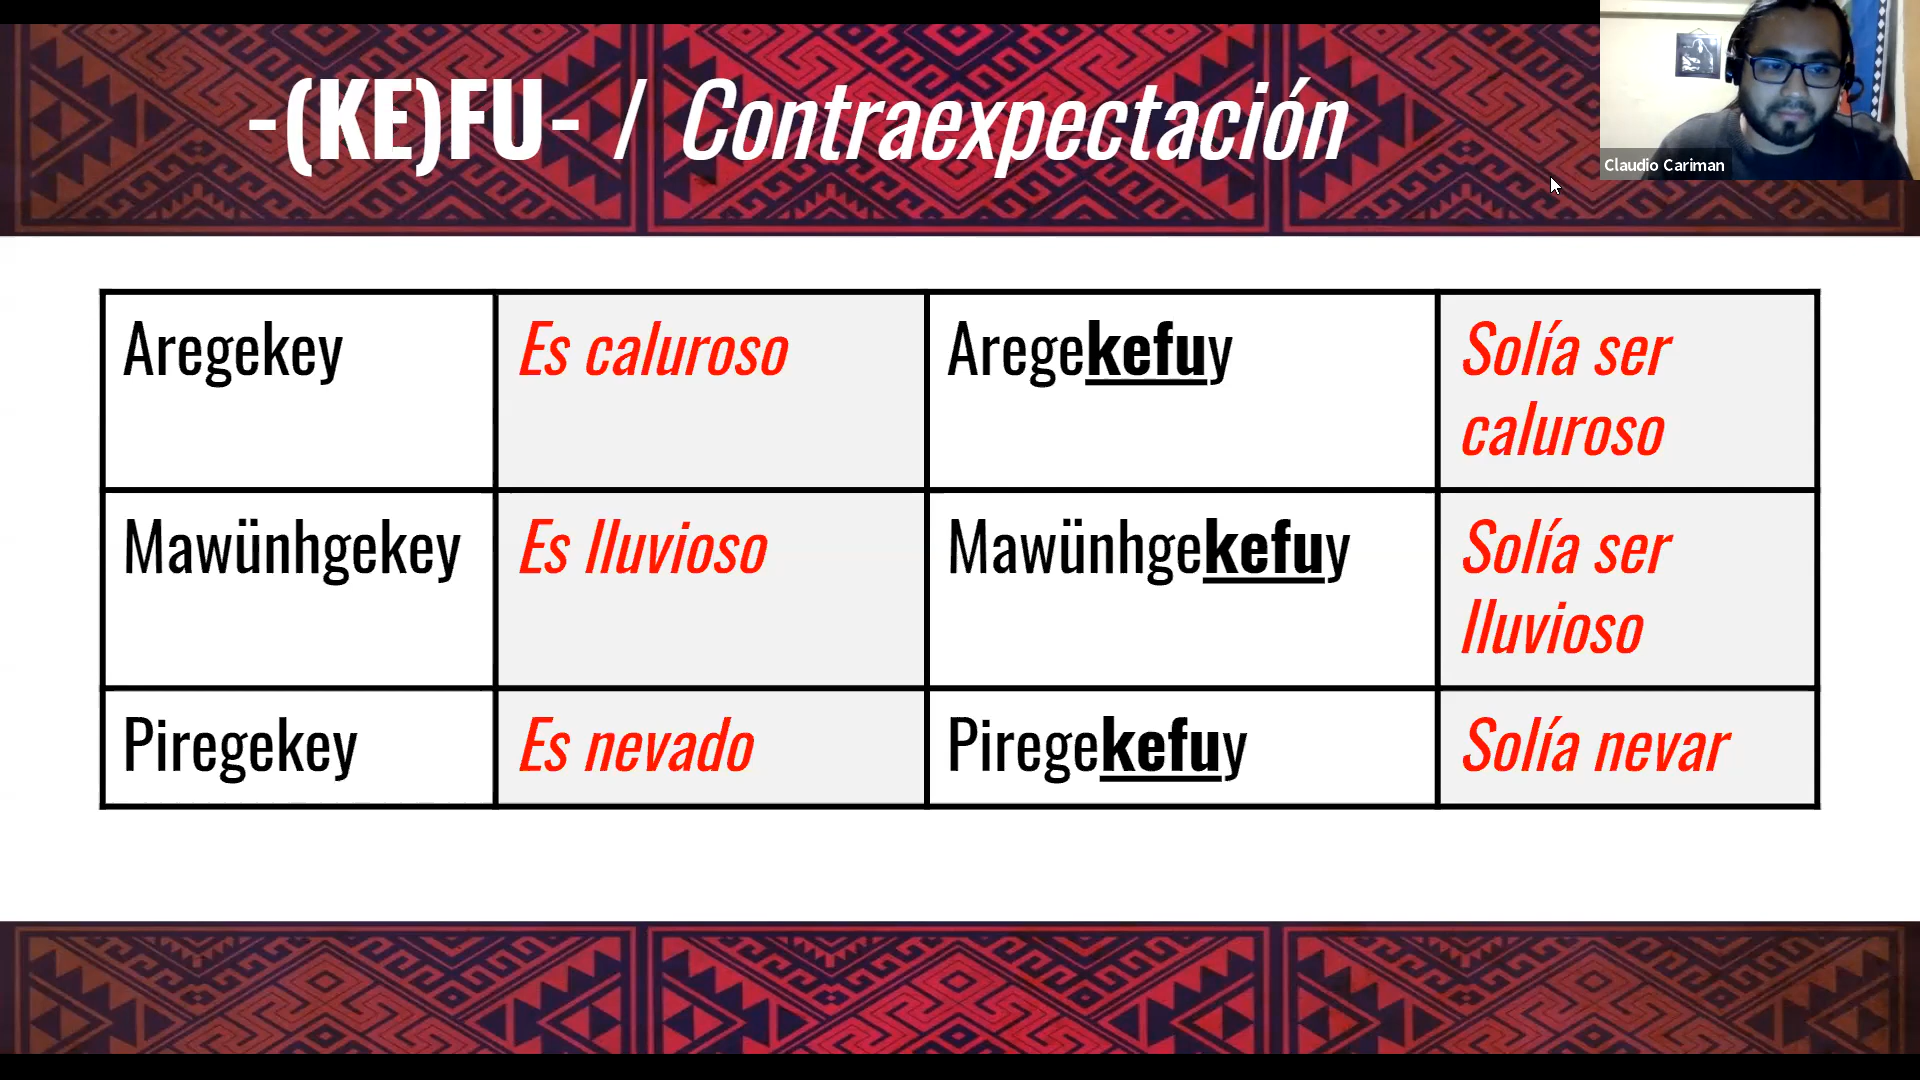 -(KE)FU- / Contraexpectación
Claudio Cariman
Aregekey
Es caluroso
Aregekefuy
Solía ser
caluroso
Mawünhgekey
Es lluvioso
Mawünhgekefuy
Solía ser
lluvioso
Piregekey
Es nevado
Piregekefuy
Solía nevar